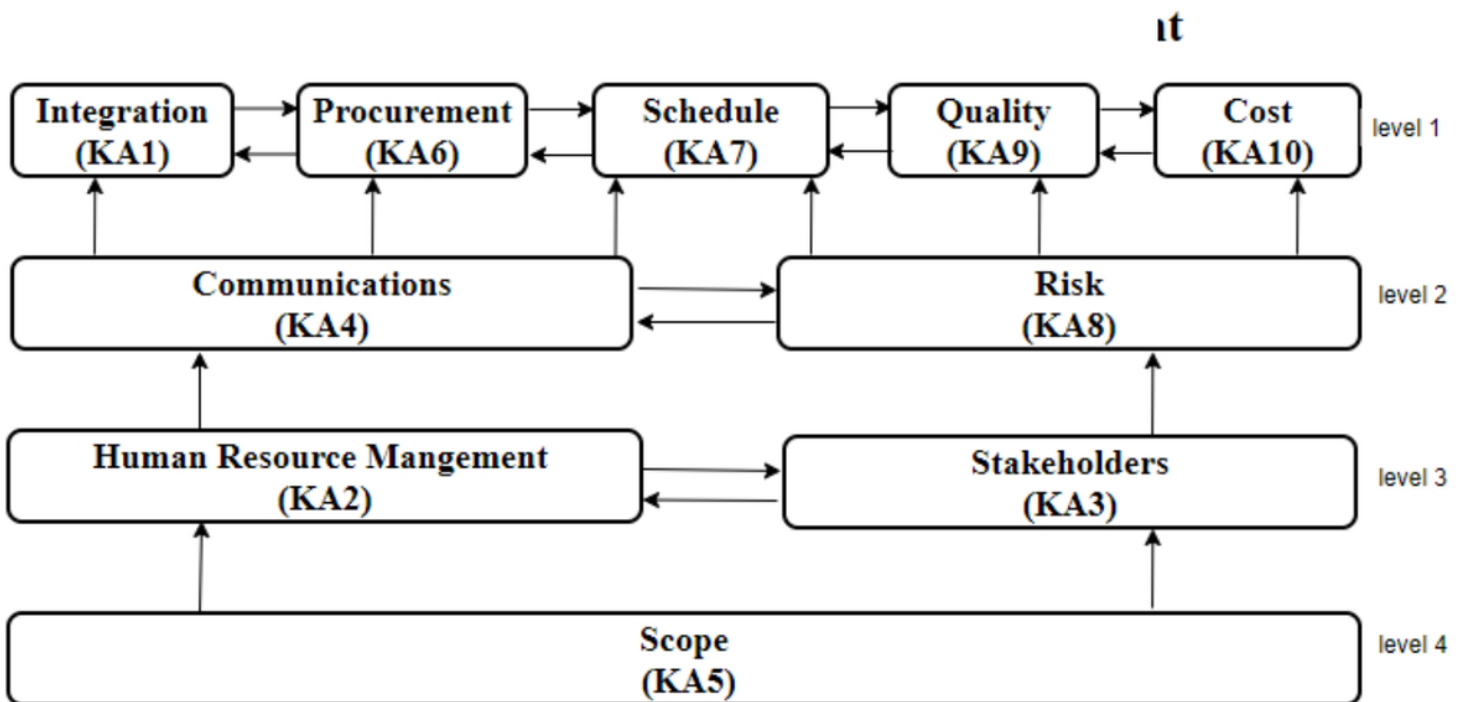 Integration
(KA1)
Procurement
(KA6)
Schedule
(KA7)
Quality
(KA9)
Cost
(KA10)
level 1
Communications
(KA4)
Risk
(KA8)
level 2
Human Resource Mangement
(KA2)
Stakeholders
(KA3)
level 3
Scope
(KA5)
level 4